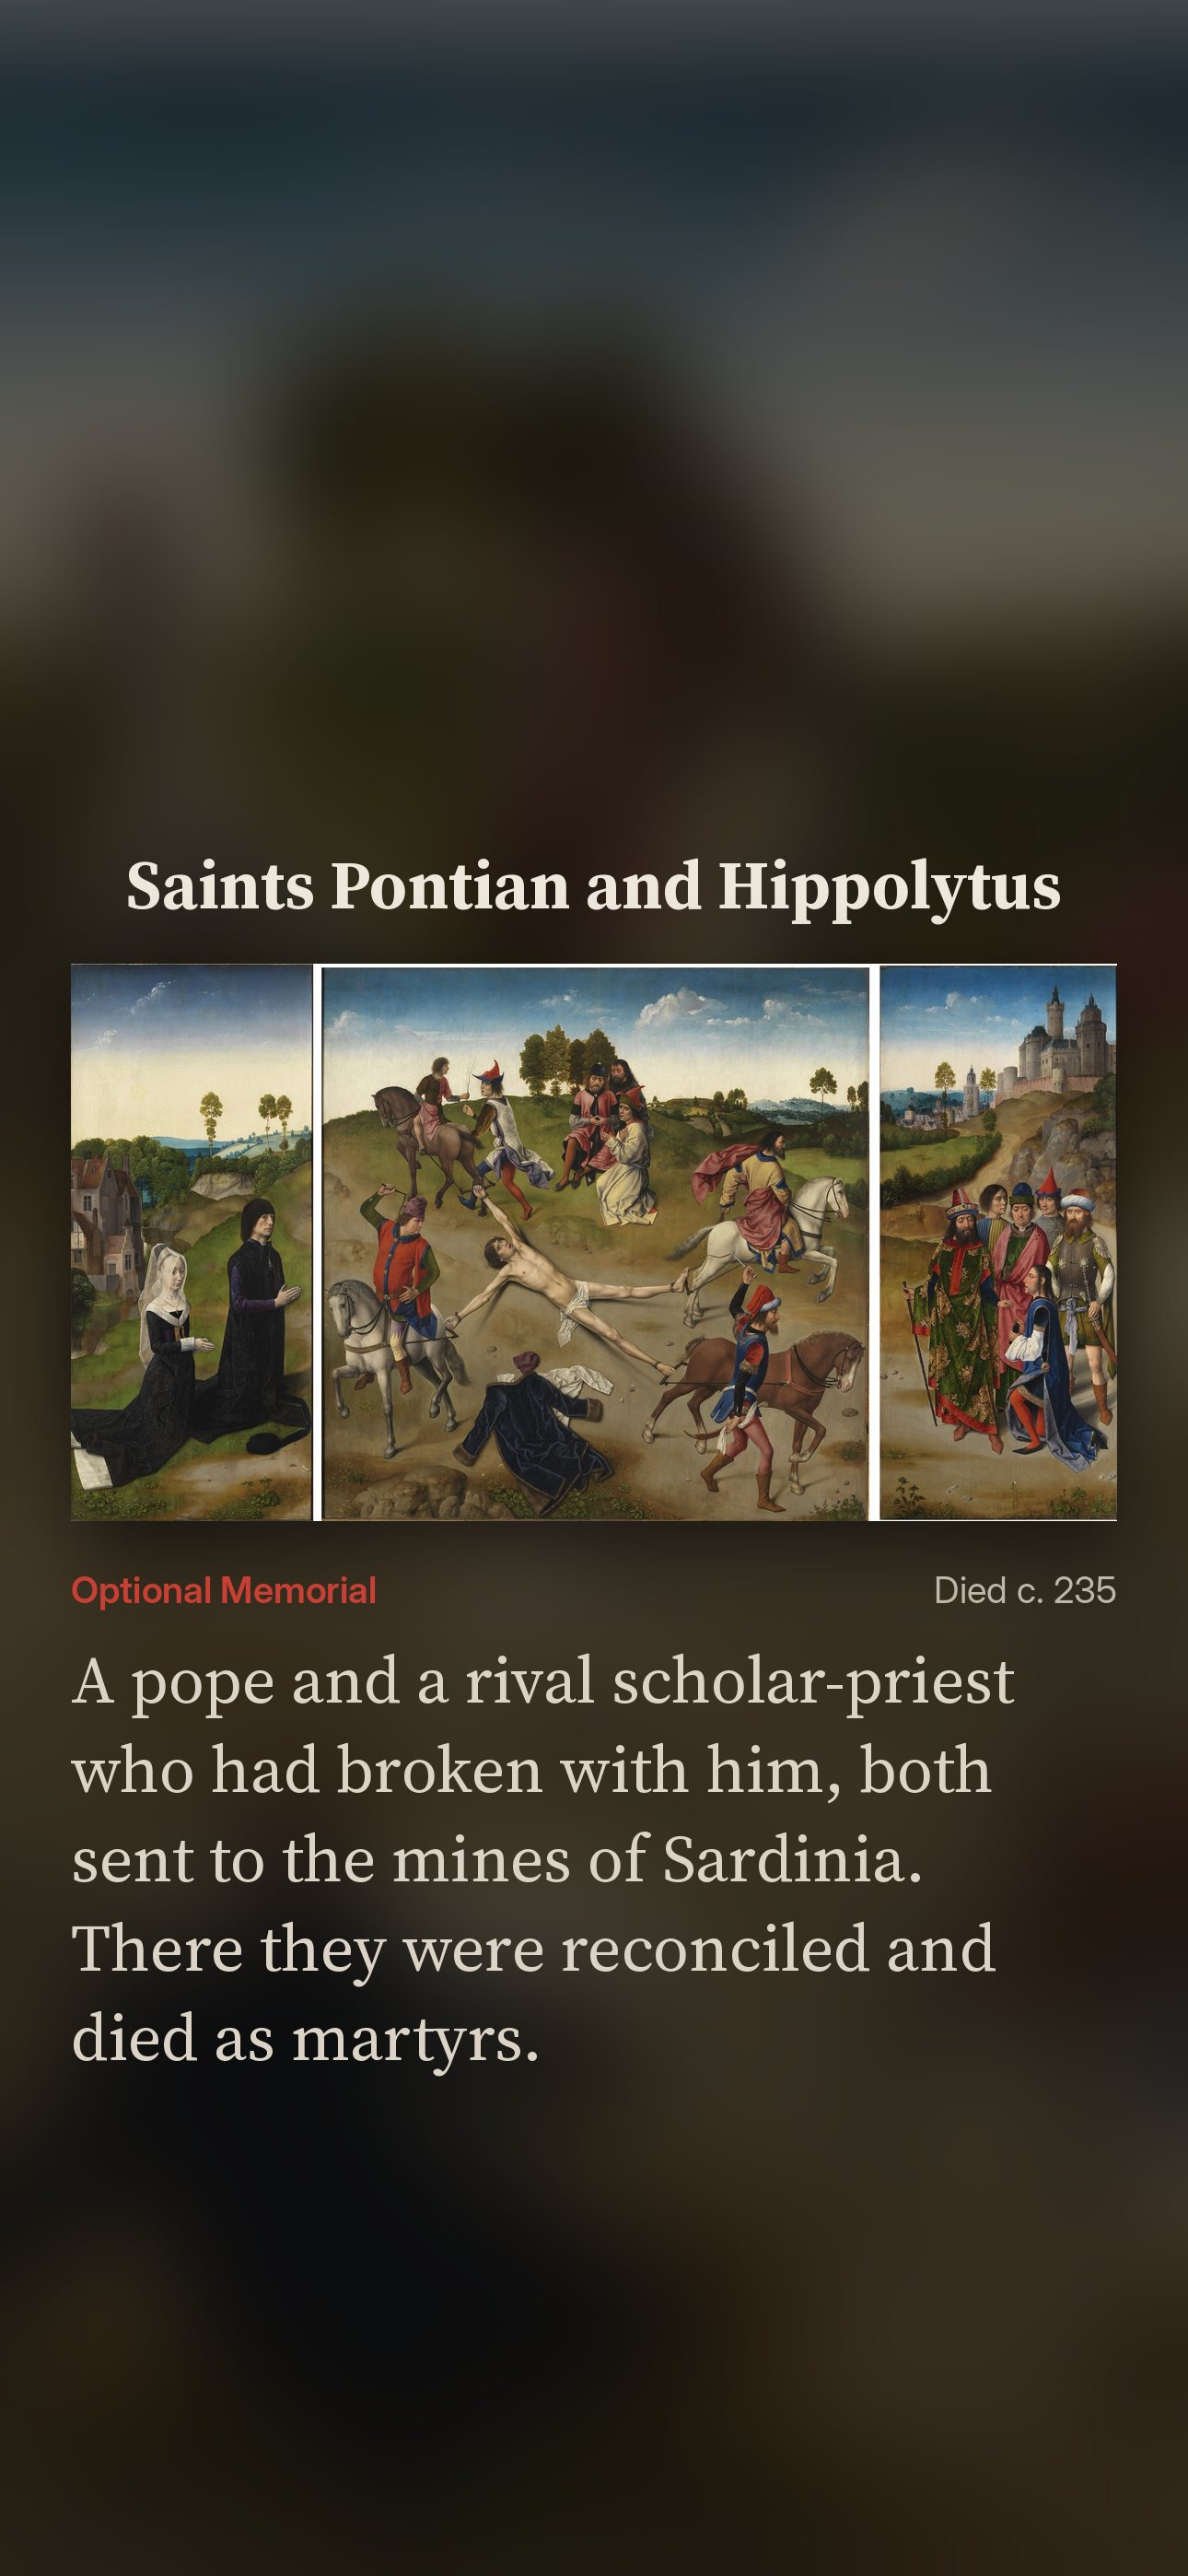 Saints Pontian and Hippolytus
Optional Memorial
Died c. 235
A pope and a rival scholar-priest
who had broken with him, both
sent to the mines of Sardinia.
There they were reconciled and
died as martyrs.